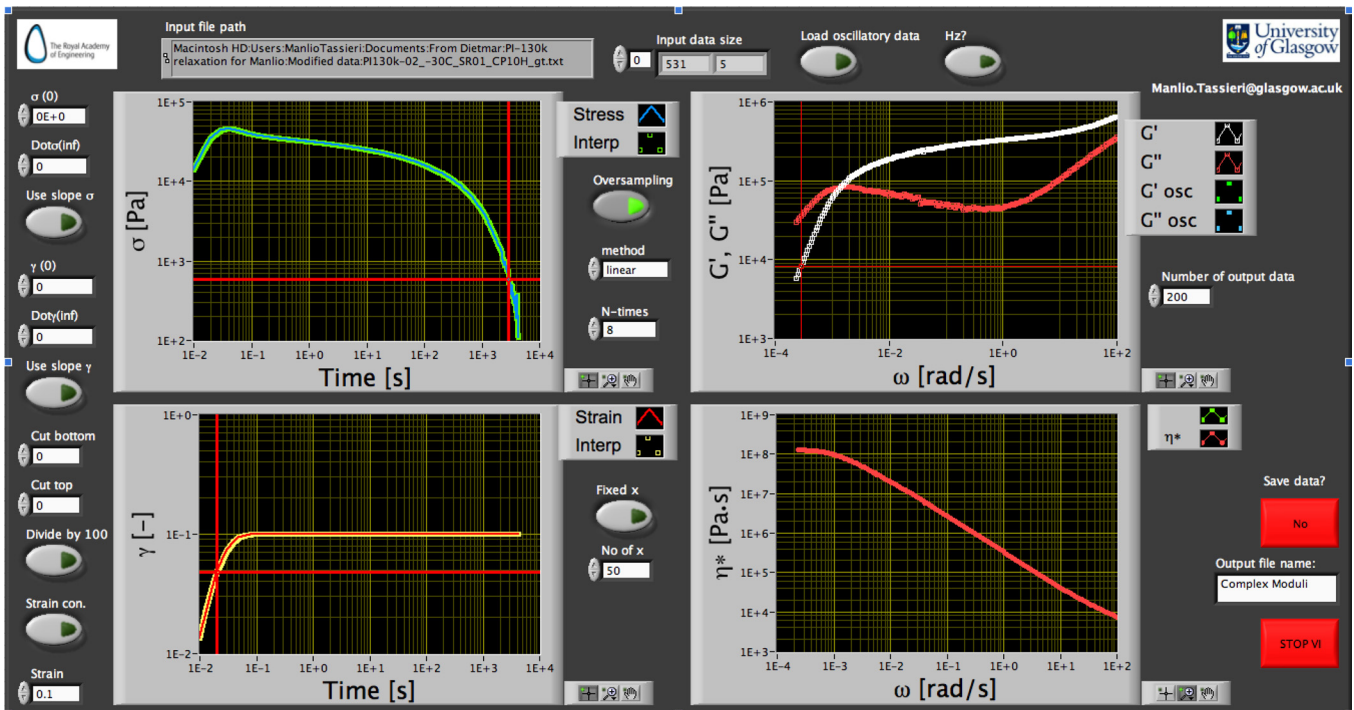 The Royal Academy
of Engineering
Input file path
Macintosh HD:Users:ManlioTassieri:Documents:From Dietmar:PI-130k
relaxation for Manlio:Modified data:PI130k-02_-30C_SR01_CP10H_gt.txt
0
Input data size
531
5
Load oscillatory data
Hz?
University
of Glasgow
Manlio.Tassieri@glasgow.ac.uk
σ (0)
0E+0
Dotσ(inf)
0
Use slope σ
γ (0)
0
Dotγ(inf)
0
Use slope γ
Cut bottom
0
Cut top
0
Divide by 100
Strain con.
Strain
0.1
σ [Pa]
1E+5
1E+4
1E+3
1E+2
1E-2 1E-1 1E+0 1E+1 1E+2 1E+3 1E+4
Time [s]
Stress
Interp
Oversampling
method
linear
N-times
8
G', G" [Pa]
1E+6
1E+5
1E+4
1E+3
1E-4 1E-2 1E+0 1E+2
ω [rad/s]
G'
G"
G' osc
G" osc
Number of output data
200
γ [-]
1E+0
1E-1
1E-2
1E-2 1E-1 1E+0 1E+1 1E+2 1E+3 1E+4
Time [s]
Strain
Interp
Fixed x
No of x
50
η* [Pa.s]
1E+9
1E+8
1E+7
1E+6
1E+5
1E+4
1E+3
1E-4 1E-3 1E-2 1E-1 1E+0 1E+1 1E+2
ω [rad/s]
η*
Save data?
No
Output file name:
Complex Moduli
STOP VI